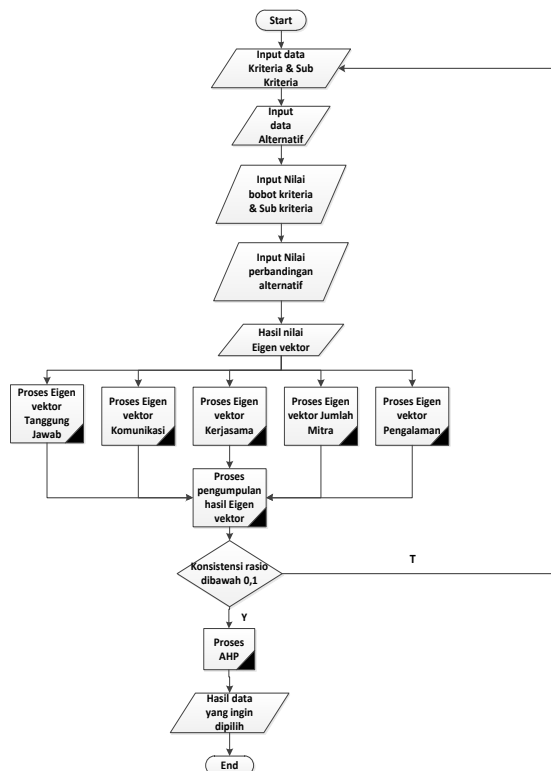 Start
Input data
Kriteria & Sub
Kriteria
Input
data
Alternatif
Input Nilai
bobot kriteria
& Sub kriteria
Input Nilai
perbandingan
alternatif
Hasil nilai
Eigen vektor
Proses Eigen
vektor
Tanggung
Jawab
Proses Eigen
vektor
Komunikasi
Proses Eigen
vektor
Kerjasama
Proses Eigen
vektor Jumlah
Mitra
Proses Eigen
vektor
Pengalaman
Proses
pengumpulan
hasil Eigen
vektor
Konsistensi rasio
dibawah 0,1
T
Y
Proses
AHP
Hasil data
yang ingin
dipilih
End